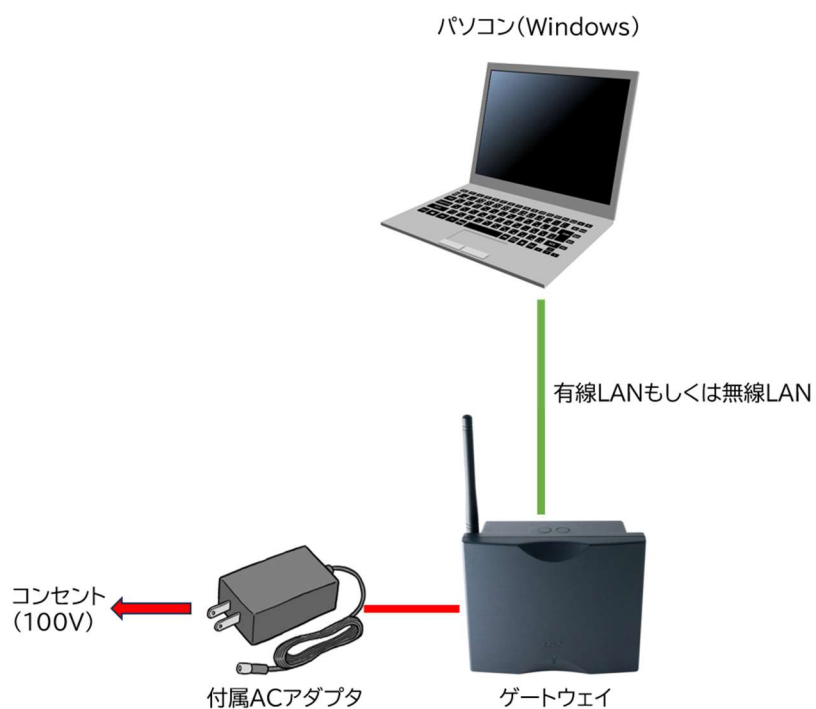 パソコン(Windows)
有線LANもしくは無線LAN
コンセント
(100V)
付属ACアダプタ
ゲートウェイ